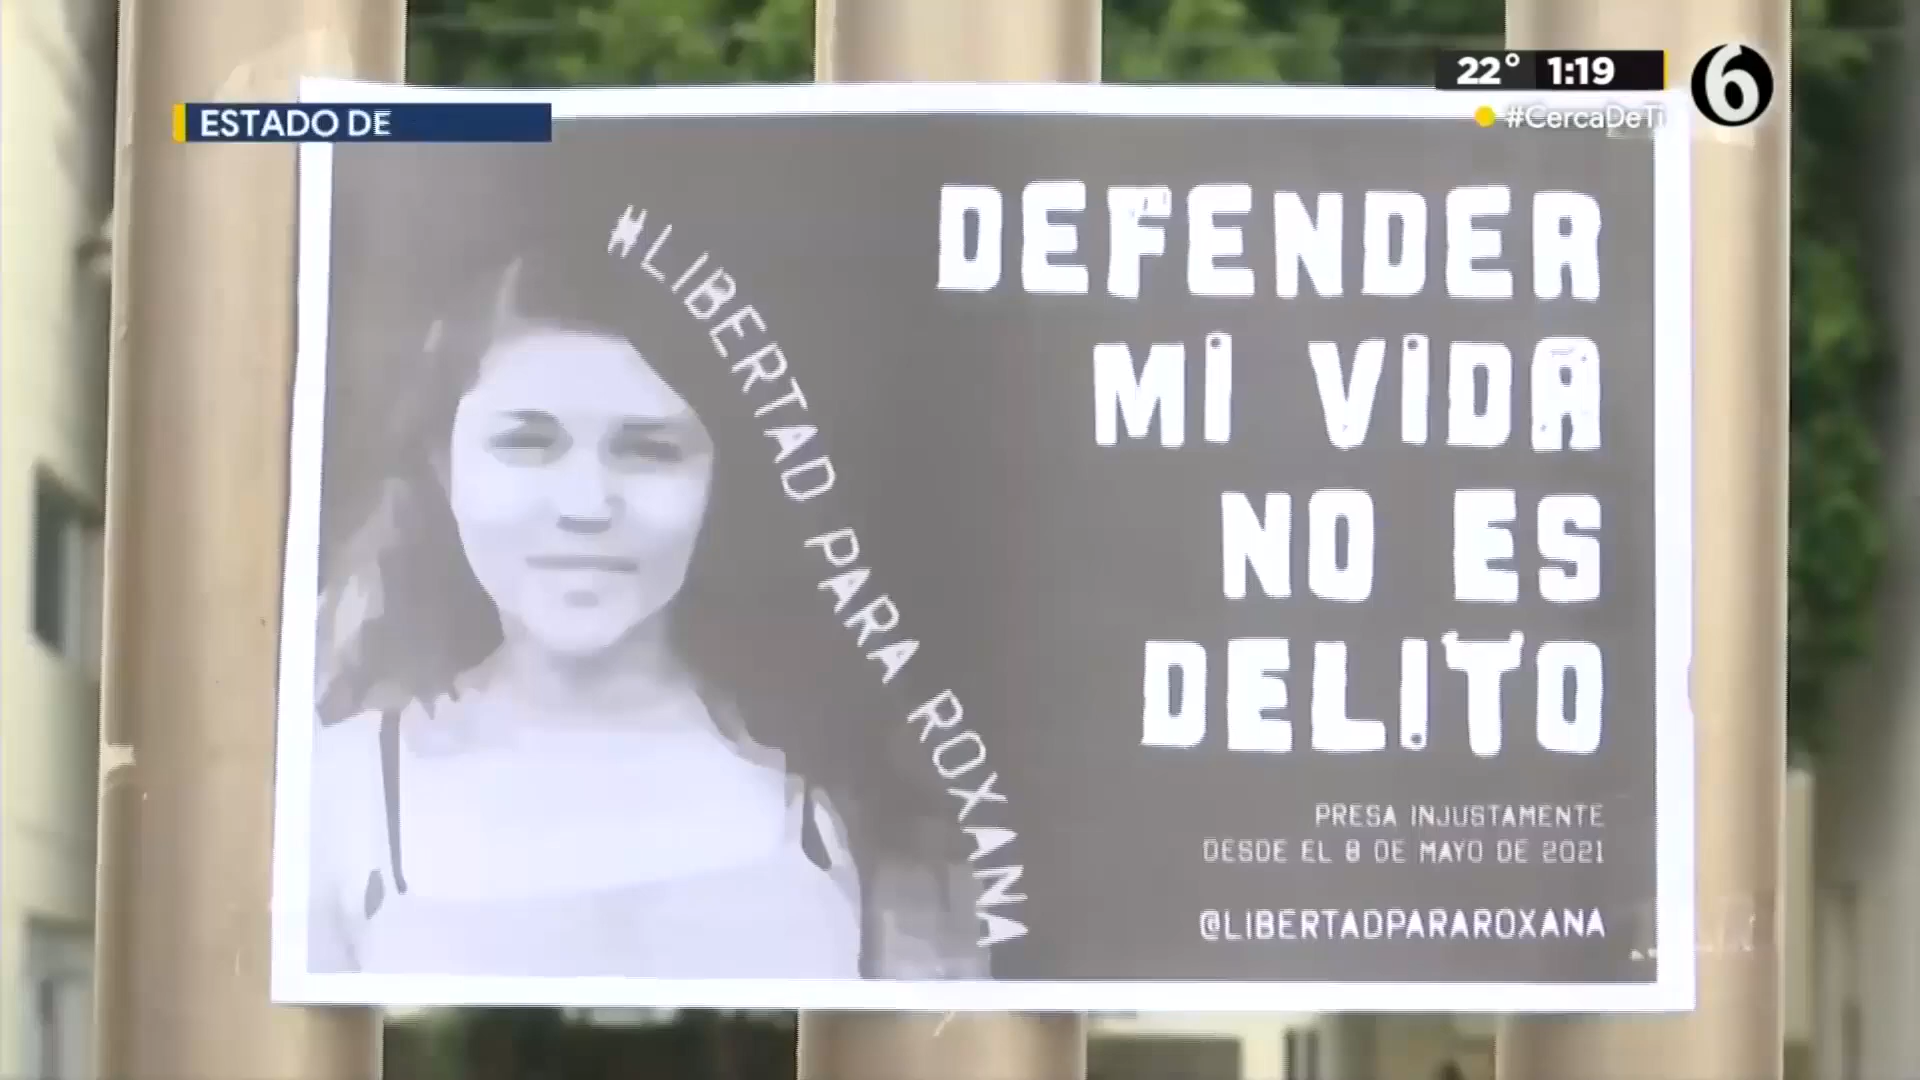 22° 1:19
6
#CercaDeTi
ESTADO DE
#LIBERTAD PARA ROXANA
DEFENDER
MI VIDA
NO ES
DELITO
PRESA INJUSTAMENTE
DESDE EL 8 DE MAYO DE 2021
@LIBERTADPARAROXANA